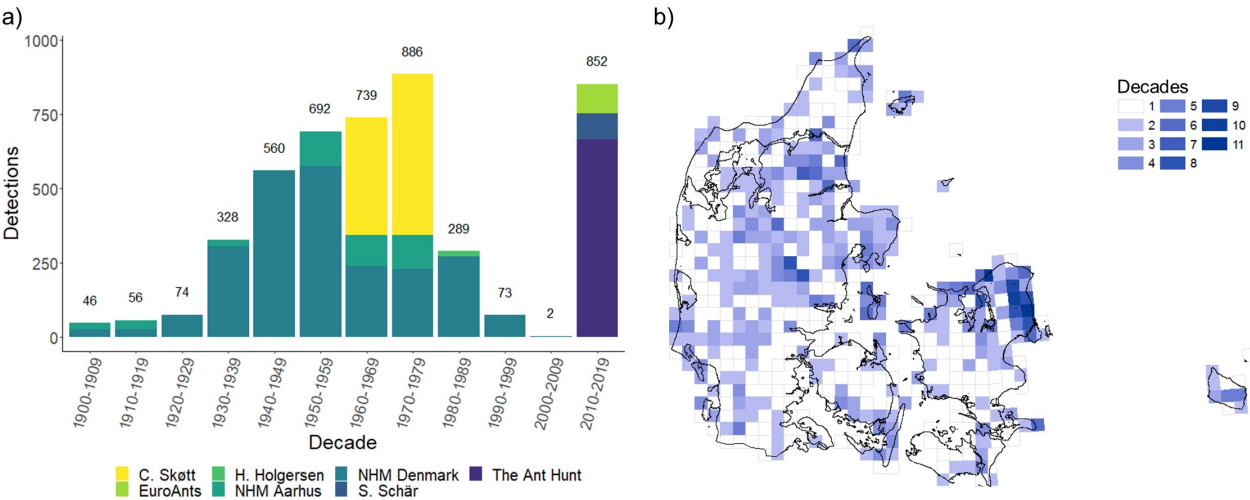 a)
Detections
1000
750
500
250
0
46
56
74
328
560
692
739
886
289
73
2
852
1900-1909
1910-1919
1920-1929
1930-1939
1940-1949
1950-1959
1960-1969
1970-1979
1980-1989
1990-1999
2000-2009
2010-2019
Decade
C. Skøtt
H. Holgersen
NHM Denmark
The Ant Hunt
EuroAnts
NHM Aarhus
S. Schär
b)
Decades
1 5 9
2 6 10
3 7 11
4 8